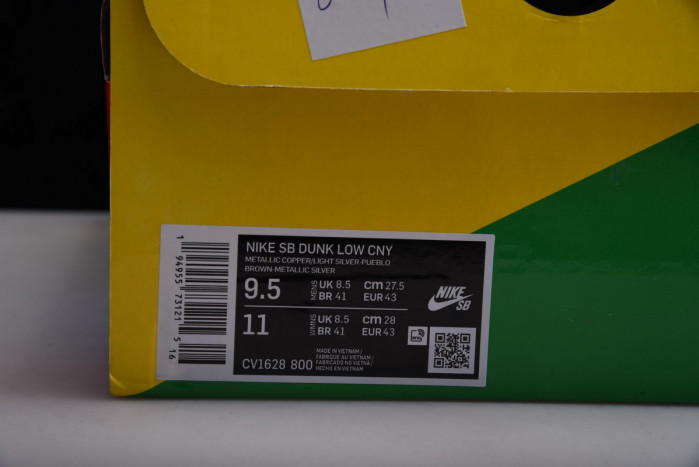 NIKE SB DUNK LOW CNY
METALLIC COPPER/LIGHT SILVER-PUEBLO
BROWN-METALLIC SILVER
9.5 MENS UK 8.5 cm 27.5
BR 41 EUR 43
11 WMNS UK 8.5 cm 28
BR 41 EUR 43
CV1628 800
MADE IN VIETNAM /
FABRIQUE AU VIETNAM /
FABRICADO NO VIETNÃ /
HECHO EN VIETNAM
NIKE
SB
1 94955 73121 5
16